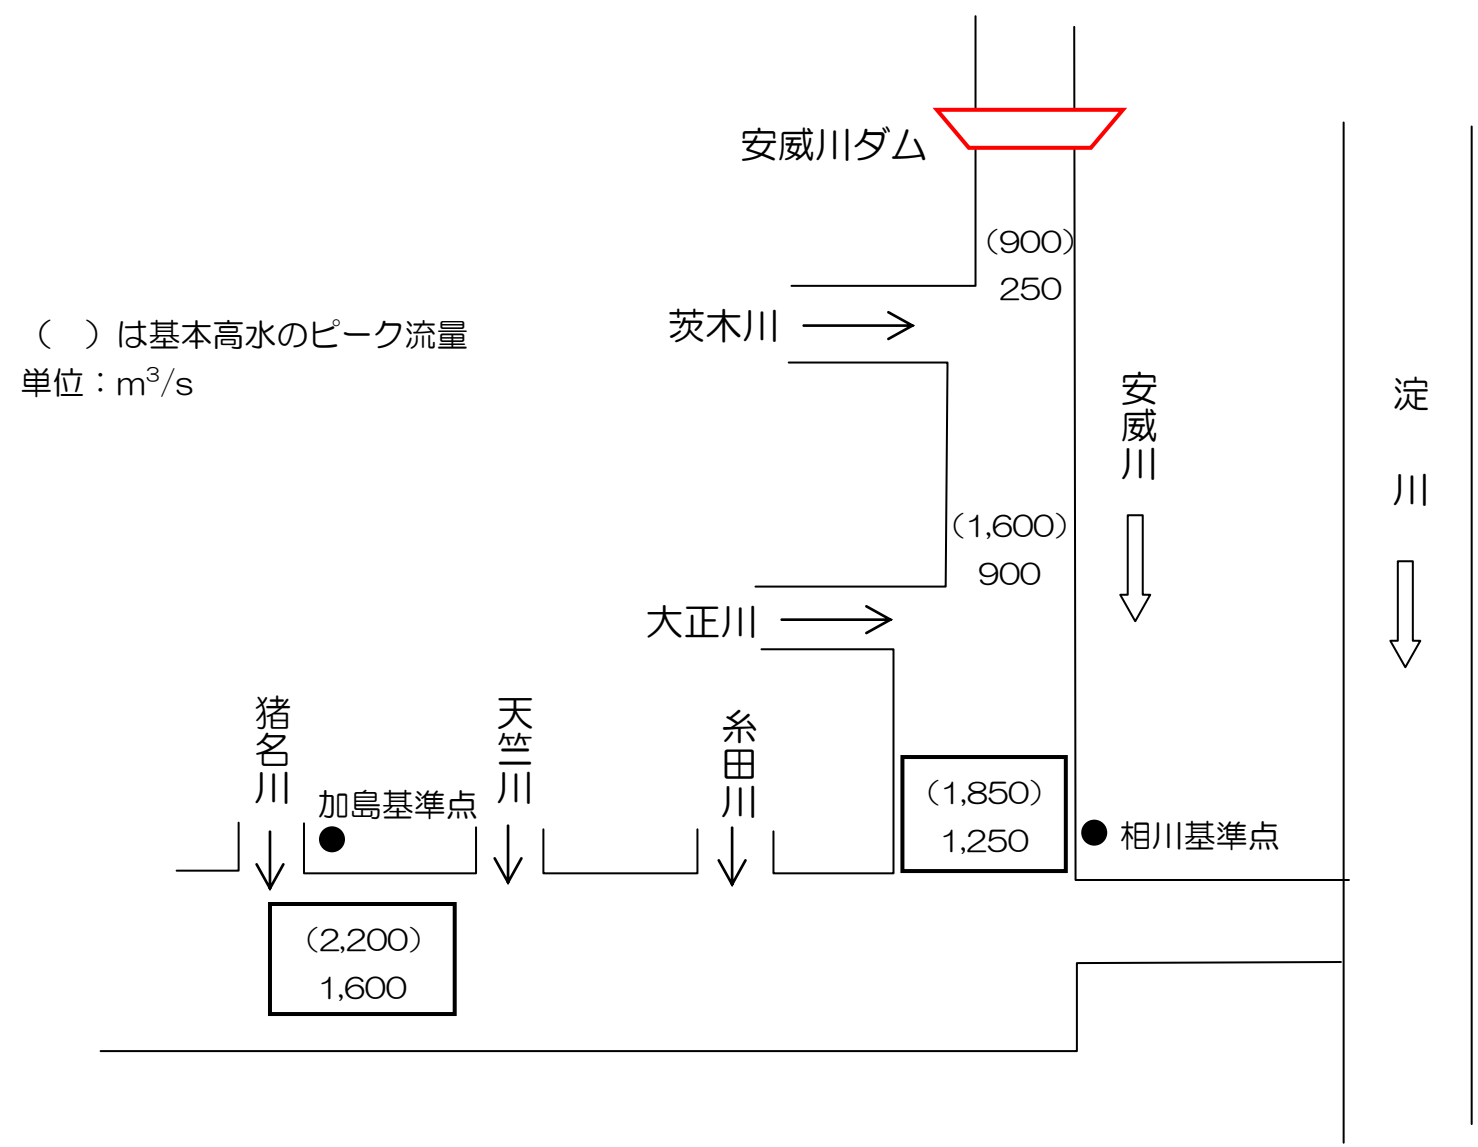 安威川ダム
（900）
250
（　）は基本高水のピーク流量
単位：m³/s
茨木川
安威川
淀川
（1,600）
900
大正川
猪名川
加島基準点
天竺川
糸田川
（1,850）
1,250
相川基準点
（2,200）
1,600